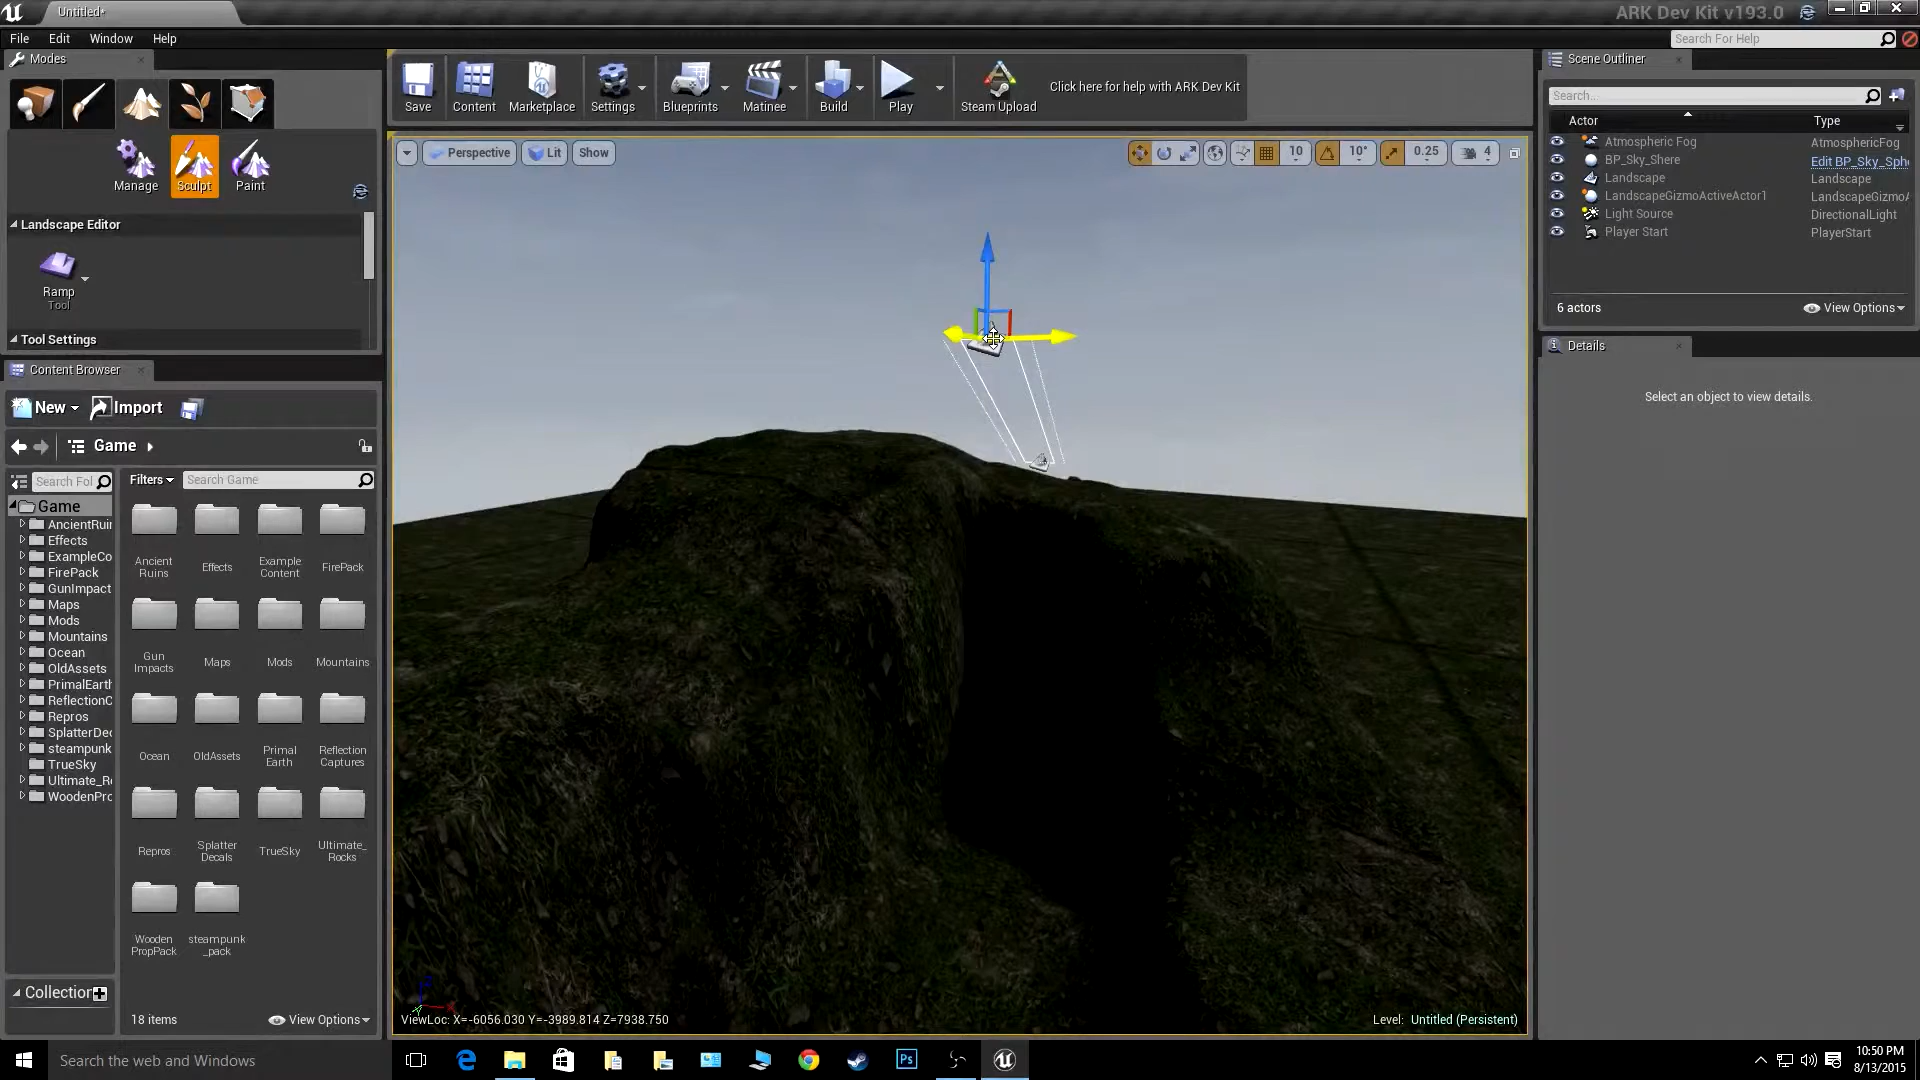 Untitled*
ARK Dev Kit v193.0
File Edit Window Help
Search For Help
Modes
Save Content Marketplace Settings Blueprints Matinee Build Play Steam Upload
Click here for help with ARK Dev Kit
Manage Sculpt Paint
Landscape Editor
Ramp
Tool
Tool Settings
Content Browser
New Import
Game
Search Fol
Filters Search Game
Game
AncientRuin
Effects
ExampleCo
FirePack
GunImpact
Maps
Mods
Mountains
Ocean
OldAssets
PrimalEarth
ReflectionC
Repros
SplatterDec
steampunk
TrueSky
Ultimate_Ro
WoodenPro
Collection
Ancient
Ruins
Effects
Example
Content
FirePack
Gun
Impacts
Maps
Mods
Mountains
Ocean
OldAssets
Primal
Earth
Reflection
Captures
Repros
Splatter
Decals
TrueSky
Ultimate_
Rocks
Wooden
PropPack
steampunk
_pack
18 items View Options
Perspective Lit Show
10 10° 0.25 4
ViewLoc: X=-6056.030 Y=-3989.814 Z=7938.750
Level: Untitled (Persistent)
Scene Outliner
Search...
Actor Type
Atmospheric Fog AtmosphericFog
BP_Sky_Shere Edit BP_Sky_Sph
Landscape Landscape
LandscapeGizmoActiveActor1 LandscapeGizmoA
Light Source DirectionalLight
Player Start PlayerStart
6 actors View Options
Details
Select an object to view details.
Search the web and Windows
Ps
10:50 PM
8/13/2015